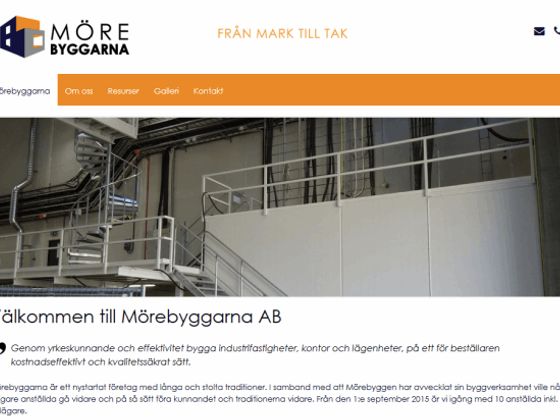 MÖRE
BYGGARNA
FRÅN MARK TILL TAK
örebyggarna Om oss Resurser Galleri Kontakt
älkommen till Mörebyggarna AB
Genom yrkeskunnande och effektivitet bygga industrifastigheter, kontor och lägenheter, på ett för beställaren
kostnadseffektivt och kvalitetssäkrat sätt.
rebyggarna är ett nystartat företag med långa och stolta traditioner. I samband med att Mörebyggen har avvecklat sin byggverksamhet ville nå
gare anställda gå vidare och på så sätt föra kunnandet och traditionerna vidare. Från den 1:e september 2015 är vi igång med 10 anställda inkl.
lägare.